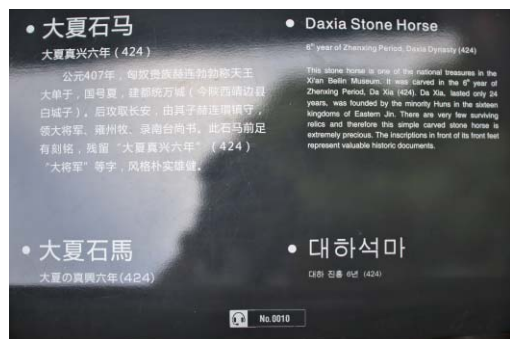 大夏石马
大夏真兴六年（424）
公元407年，匈奴贵族赫连勃勃称天王
大单于，国号夏，建都统万城（今陕西靖边县
白城子）。后攻取长安，由其子赫连璝镇守，
领大将军、雍州牧、录南台尚书。此石马前足
有刻铭，残留“大夏真兴六年”（424）
“大将军”等字，风格朴实雄健。
Daxia Stone Horse
6th year of Zhenxing Period, Daxia Dynasty (424)
This stone horse is one of the national treasures in the
Xi'an Beilin Museum. It was carved in the 6th year of
Zhenxing Period, Da Xia (424). Da Xia, lasted only 24
years, was founded by the minority Huns in the sixteen
kingdoms of Eastern Jin. There are very few surviving
relics and therefore this simple carved stone horse is
extremely precious. The inscriptions in front of its front feet
represent valuable historic documents.
大夏石馬
大夏の真興六年(424)
대하석마
대하 진흥 6년 (424)
No.0010